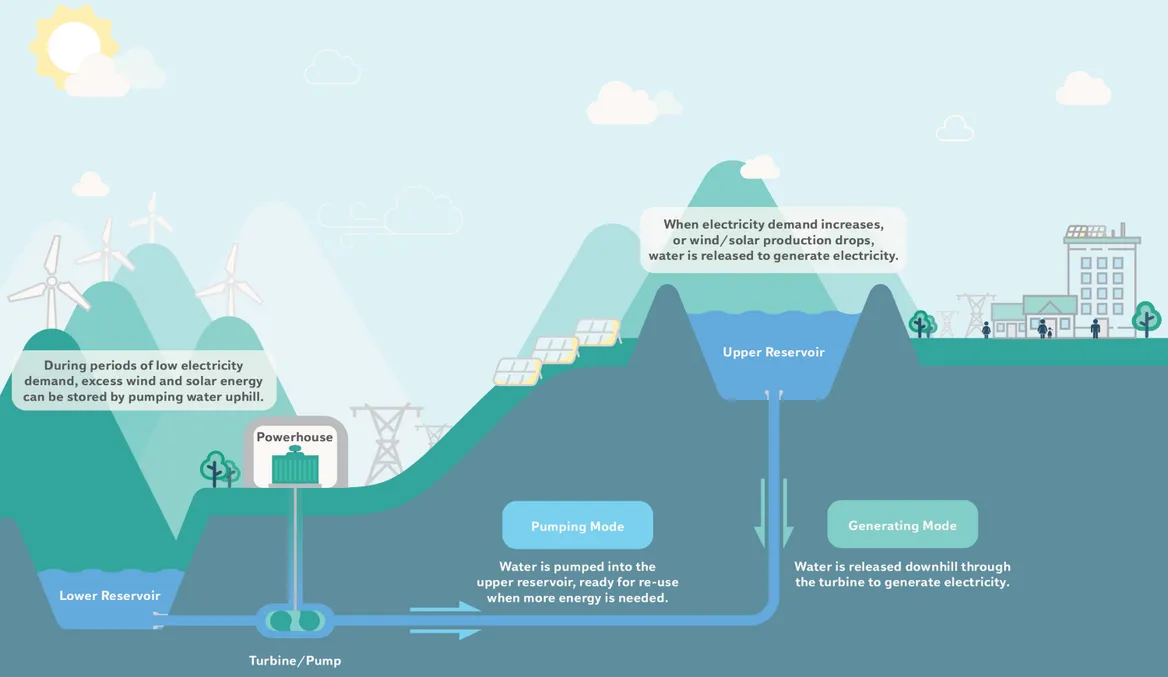 When electricity demand increases,
or wind/solar production drops,
water is released to generate electricity.
During periods of low electricity
demand, excess wind and solar energy
can be stored by pumping water uphill.
Upper Reservoir
Powerhouse
Pumping Mode
Water is pumped into the
upper reservoir, ready for re-use
when more energy is needed.
Generating Mode
Water is released downhill through
the turbine to generate electricity.
Lower Reservoir
Turbine/Pump